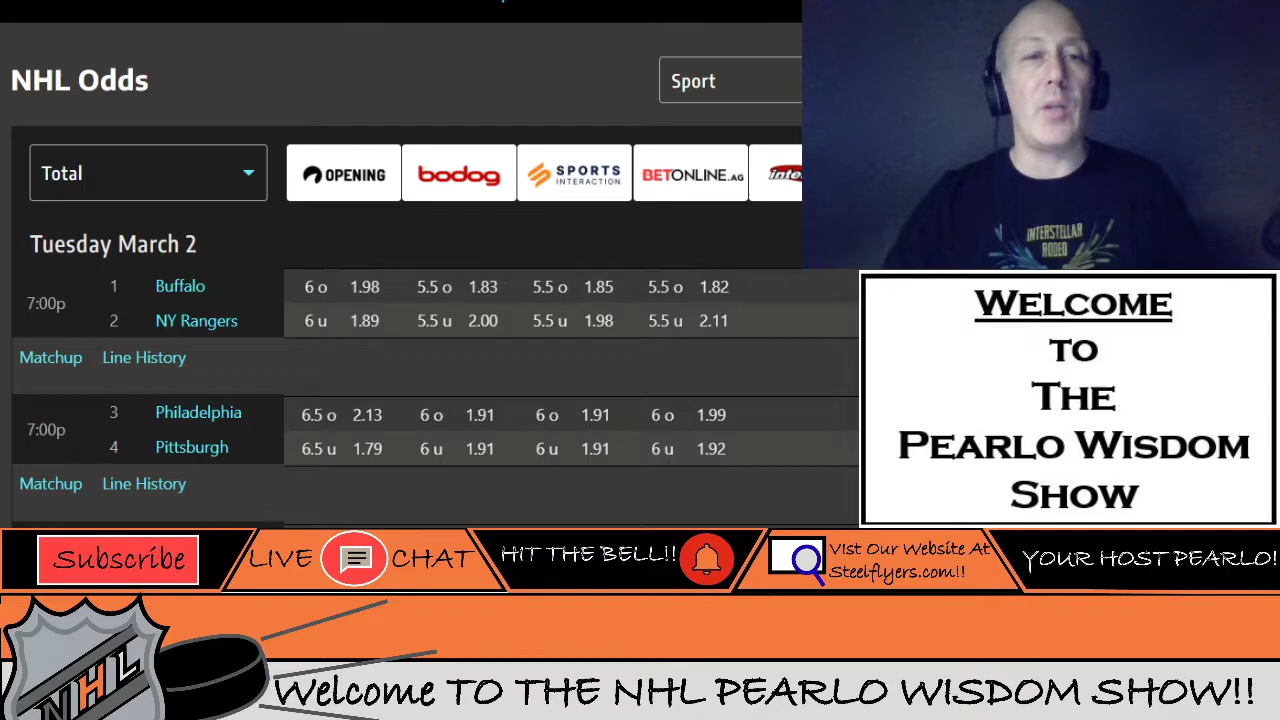 NHL Odds
Sport
Total
OPENING
bodog
SPORTS
INTERACTION
BETONLINE.AG
Tuesday March 2
7:00p
1 Buffalo 6 o 1.98 5.5 o 1.83 5.5 o 1.85 5.5 o 1.82
2 NY Rangers 6 u 1.89 5.5 u 2.00 5.5 u 1.98 5.5 u 2.11
Matchup Line History
7:00p
3 Philadelphia 6.5 o 2.13 6 o 1.91 6 o 1.91 6 o 1.99
4 Pittsburgh 6.5 u 1.79 6 u 1.91 6 u 1.91 6 u 1.92
Matchup Line History
INTERSTELLAR
RODEO
WELCOME
TO
THE
PEARLO WISDOM
SHOW
Subscribe
LIVE CHAT
HIT THE BELL!!
VIst Our Website At
Steelflyers.com!!
YOUR HOST PEARLO!
NHL
Welcome TO THE NHL PEARLO WISDOM SHOW!!